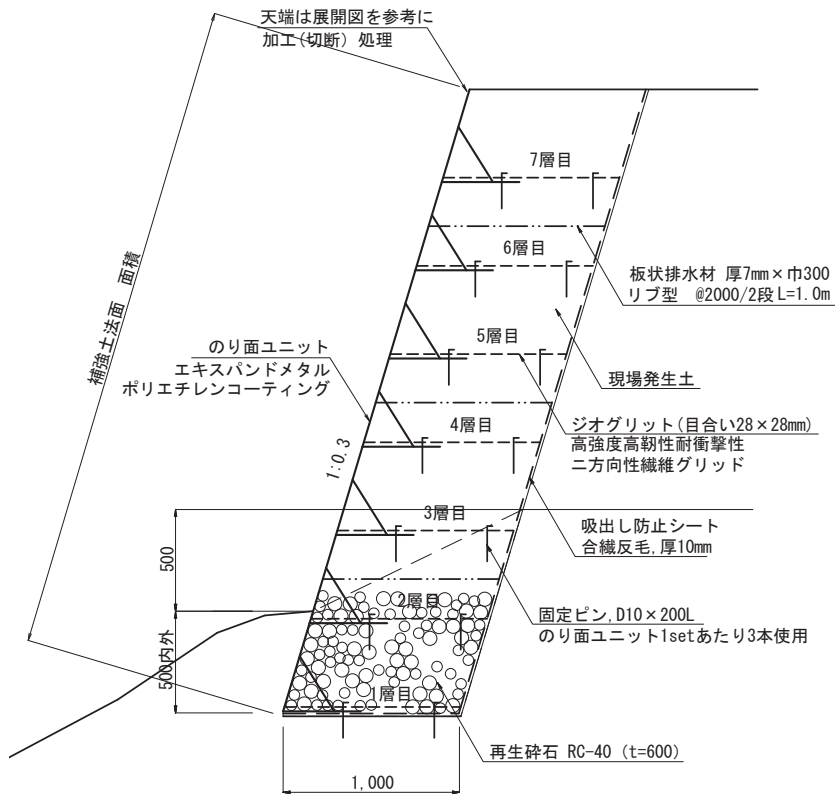 天端は展開図を参考に
加工(切断) 処理
7層目
6層目
板状排水材 厚7mm×巾300
リブ型 @2000/2段 L=1.0m
補強土法面 面積
のり面ユニット
エキスパンドメタル
ポリエチレンコーティング
5層目
現場発生土
4層目
ジオグリット(目合い28×28mm)
高強度高靭性耐衝撃性
二方向性繊維グリッド
1:0.3
3層目
吸出し防止シート
合繊反毛,厚10mm
500
2層目
固定ピン,D10×200L
のり面ユニット1setあたり3本使用
500内外
1層目
再生砕石 RC-40 (t=600)
1,000